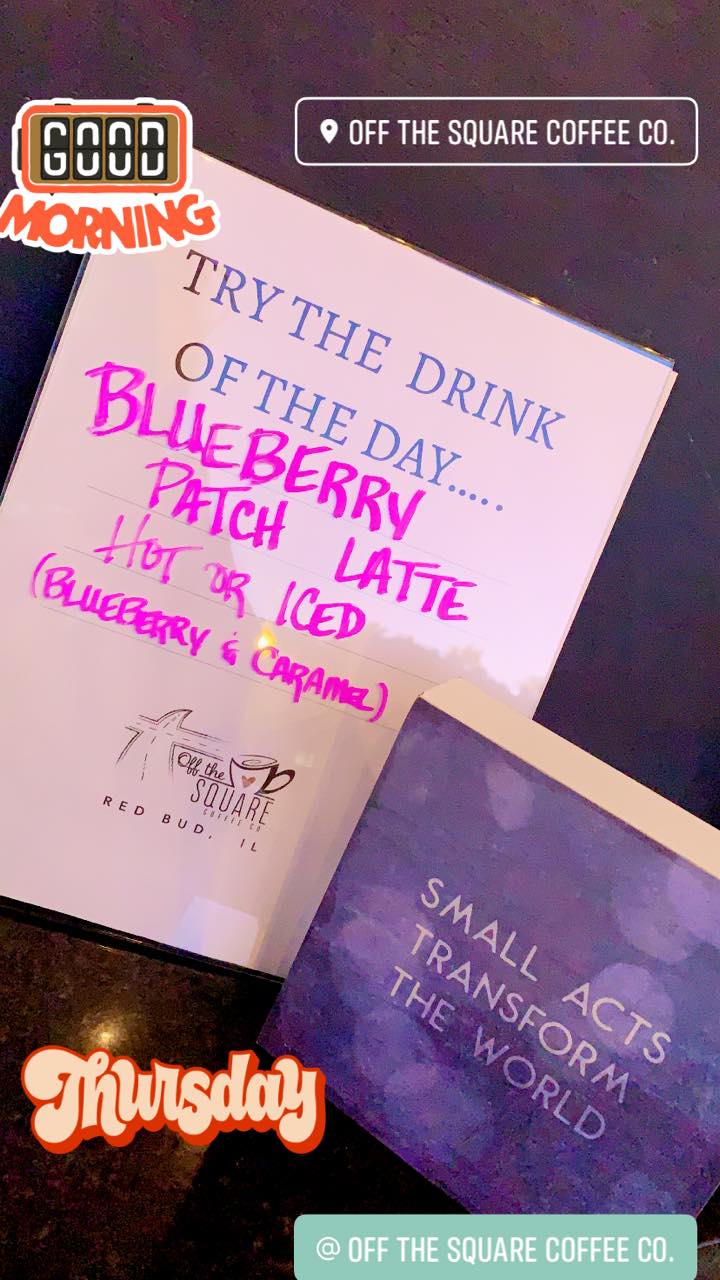 GOOD
MORNING
OFF THE SQUARE COFFEE CO.
TRY THE DRINK
OF THE DAY.....
BLUEBERRY
PATCH LATTE
HOT OR ICED
(BLUEBERRY & CARAMEL)
Off the
SQUARE
COFFEE CO
RED BUD, IL
SMALL ACTS
TRANSFORM
THE WORLD
Thursday
@ OFF THE SQUARE COFFEE CO.